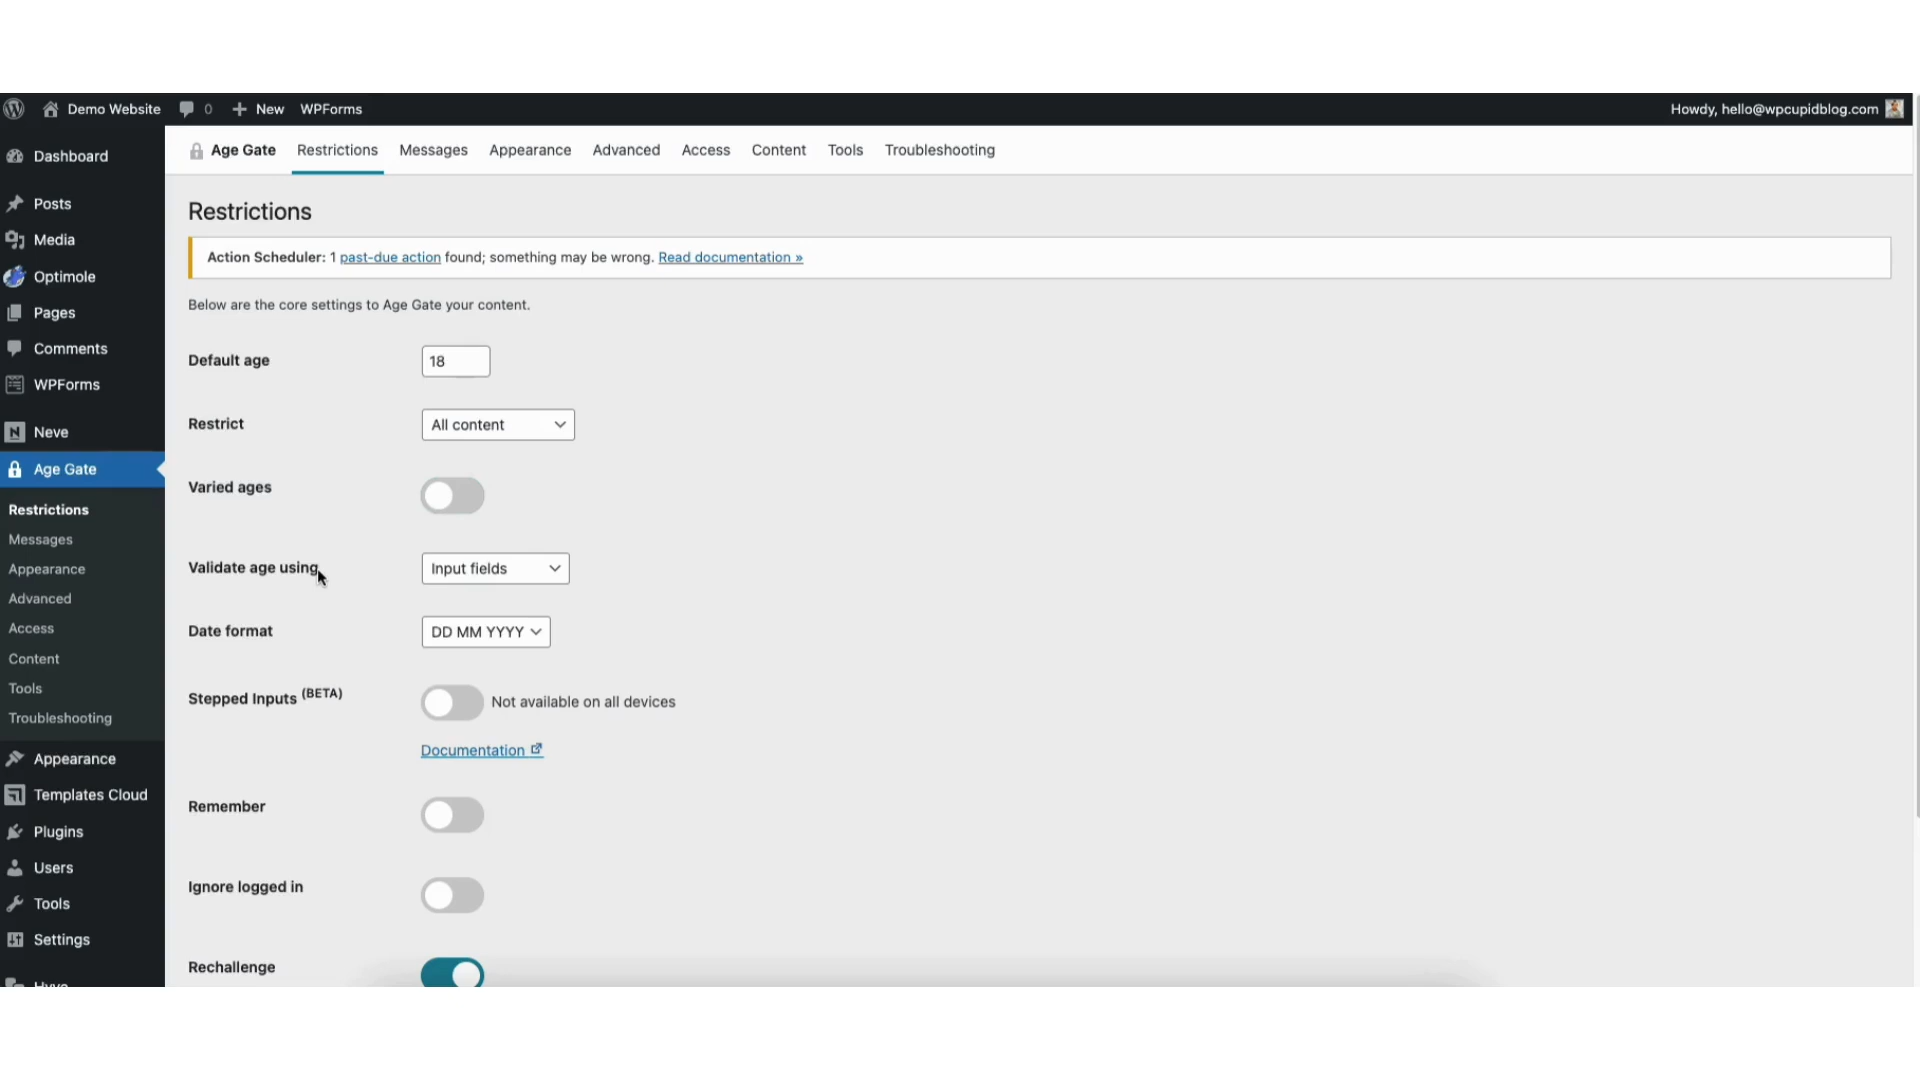 Demo Website 0 New WPForms Howdy, hello@wpcupidblog.com
Dashboard
Posts
Media
Optimole
Pages
Comments
WPForms
Neve
Age Gate
Restrictions
Messages
Appearance
Advanced
Access
Content
Tools
Troubleshooting
Appearance
Templates Cloud
Plugins
Users
Tools
Settings
Age Gate Restrictions Messages Appearance Advanced Access Content Tools Troubleshooting
Restrictions
Action Scheduler: 1 past-due action found; something may be wrong. Read documentation »
Below are the core settings to Age Gate your content.
Default age 18
Restrict All content
Varied ages
Validate age using Input fields
Date format DD MM YYYY
Stepped Inputs (BETA) Not available on all devices
Documentation
Remember
Ignore logged in
Rechallenge